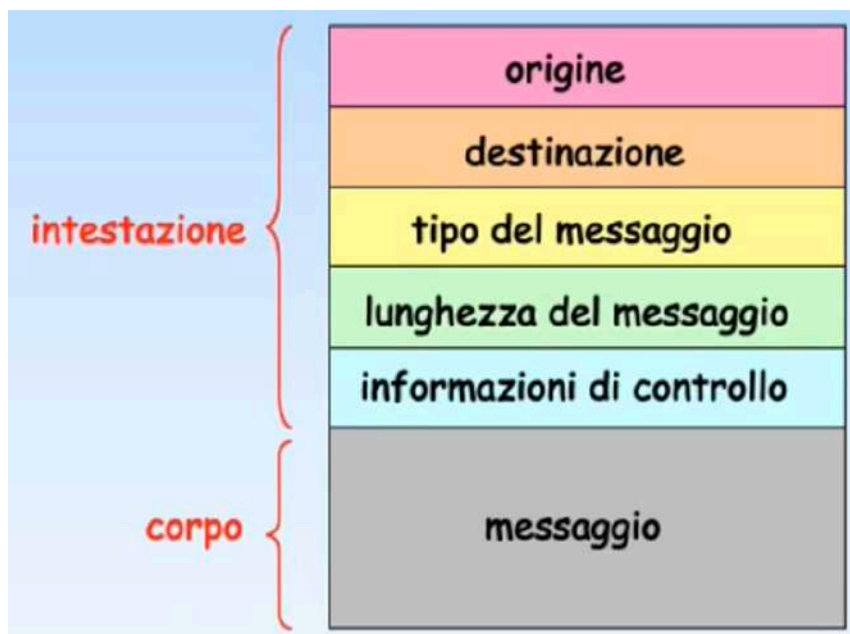 origine
destinazione
intestazione
tipo del messaggio
lunghezza del messaggio
informazioni di controllo
corpo
messaggio